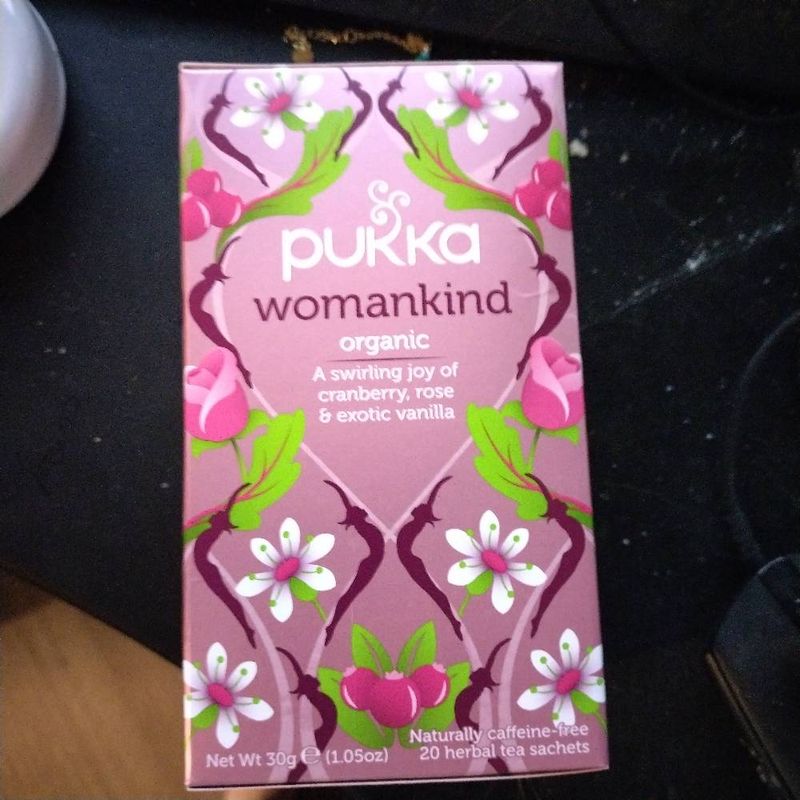 pukka
womankind
organic
A swirling joy of
cranberry, rose
& exotic vanilla
Naturally caffeine-free
Net Wt 30g ℮ (1.05oz)
20 herbal tea sachets